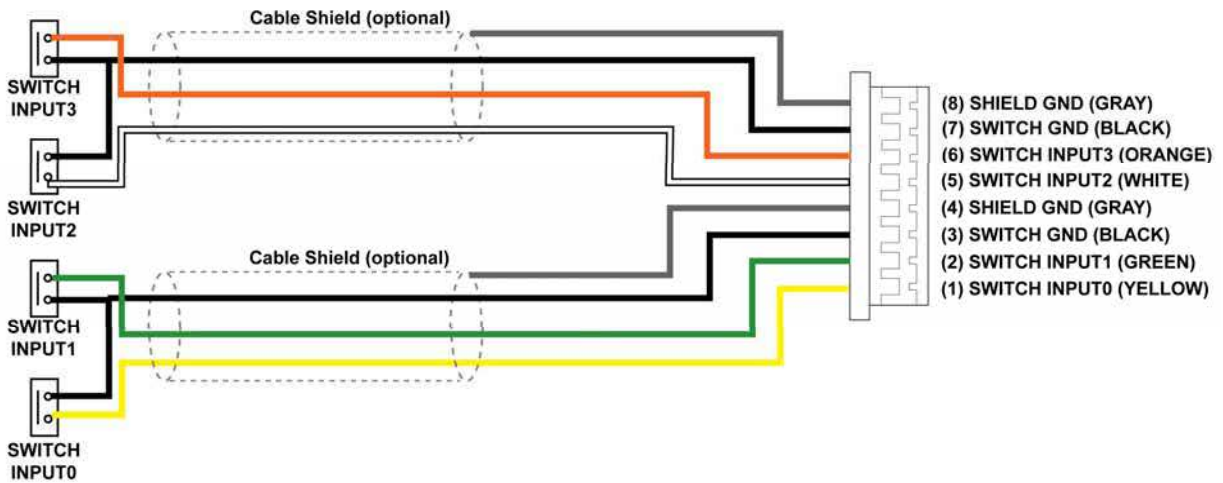 Cable Shield (optional)
SWITCH
INPUT3
SWITCH
INPUT2
(8) SHIELD GND (GRAY)
(7) SWITCH GND (BLACK)
(6) SWITCH INPUT3 (ORANGE)
(5) SWITCH INPUT2 (WHITE)
(4) SHIELD GND (GRAY)
(3) SWITCH GND (BLACK)
(2) SWITCH INPUT1 (GREEN)
(1) SWITCH INPUT0 (YELLOW)
Cable Shield (optional)
SWITCH
INPUT1
SWITCH
INPUT0